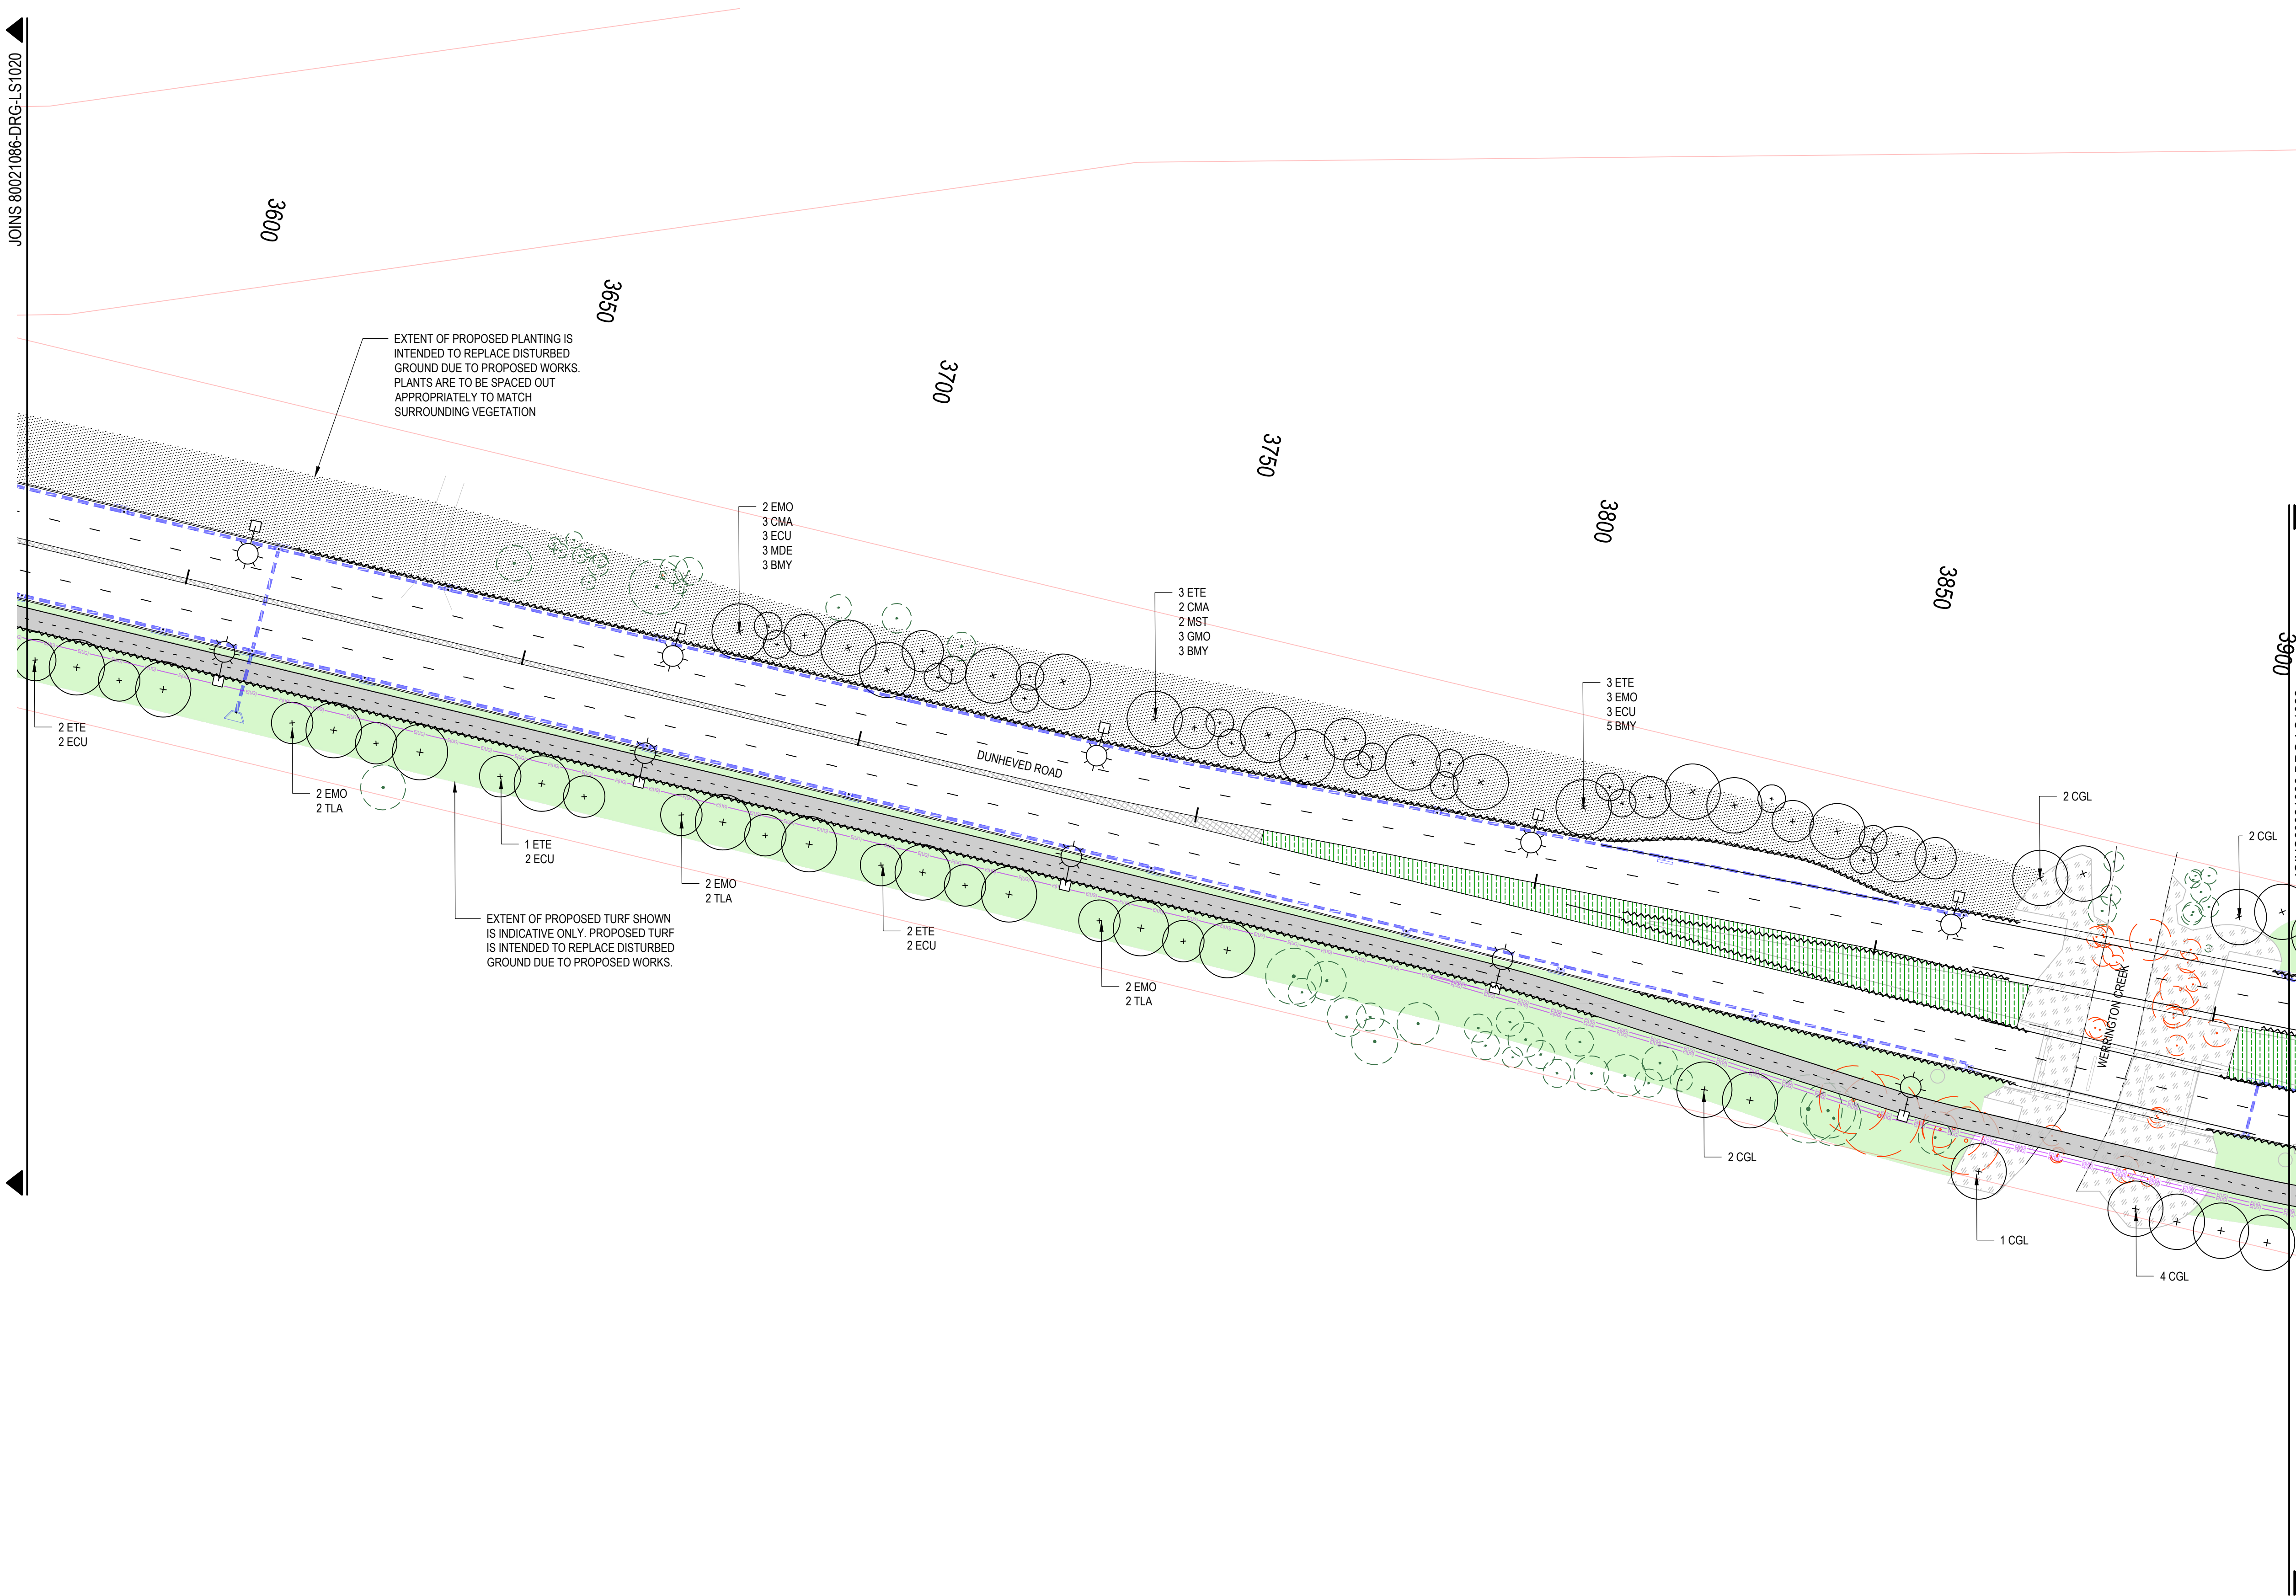 JOINS 80021086-DRG-LS1020
3600
3650
3700
3750
3800
3850
3900
EXTENT OF PROPOSED PLANTING IS
INTENDED TO REPLACE DISTURBED
GROUND DUE TO PROPOSED WORKS.
PLANTS ARE TO BE SPACED OUT
APPROPRIATELY TO MATCH
SURROUNDING VEGETATION
2 EMO
3 CMA
3 ECU
3 MDE
3 BMY
3 ETE
2 CMA
2 MST
3 GMO
3 BMY
3 ETE
3 EMO
3 ECU
5 BMY
2 CGL
2 CGL
DUNHEVED ROAD
WERRINGTON CREEK
2 ETE
2 ECU
2 EMO
2 TLA
1 ETE
2 ECU
2 EMO
2 TLA
2 ETE
2 ECU
2 EMO
2 TLA
EXTENT OF PROPOSED TURF SHOWN
IS INDICATIVE ONLY. PROPOSED TURF
IS INTENDED TO REPLACE DISTURBED
GROUND DUE TO PROPOSED WORKS.
2 CGL
1 CGL
4 CGL